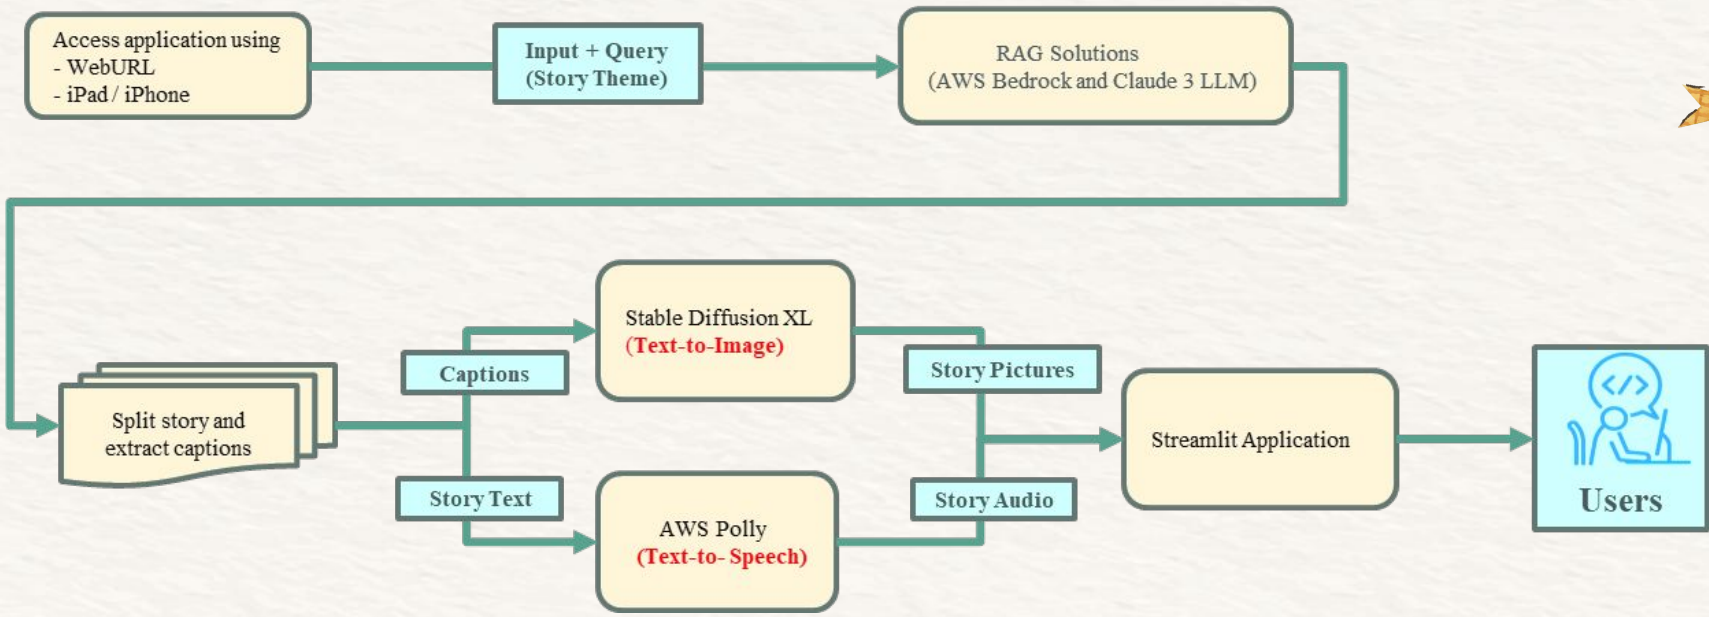 Access application using
- WebURL
- iPad / iPhone
Input + Query
(Story Theme)
RAG Solutions
(AWS Bedrock and Claude 3 LLM)
Split story and
extract captions
Captions
Story Text
Stable Diffusion XL
(Text-to-Image)
AWS Polly
(Text-to- Speech)
Story Pictures
Story Audio
Streamlit Application
</>
Users